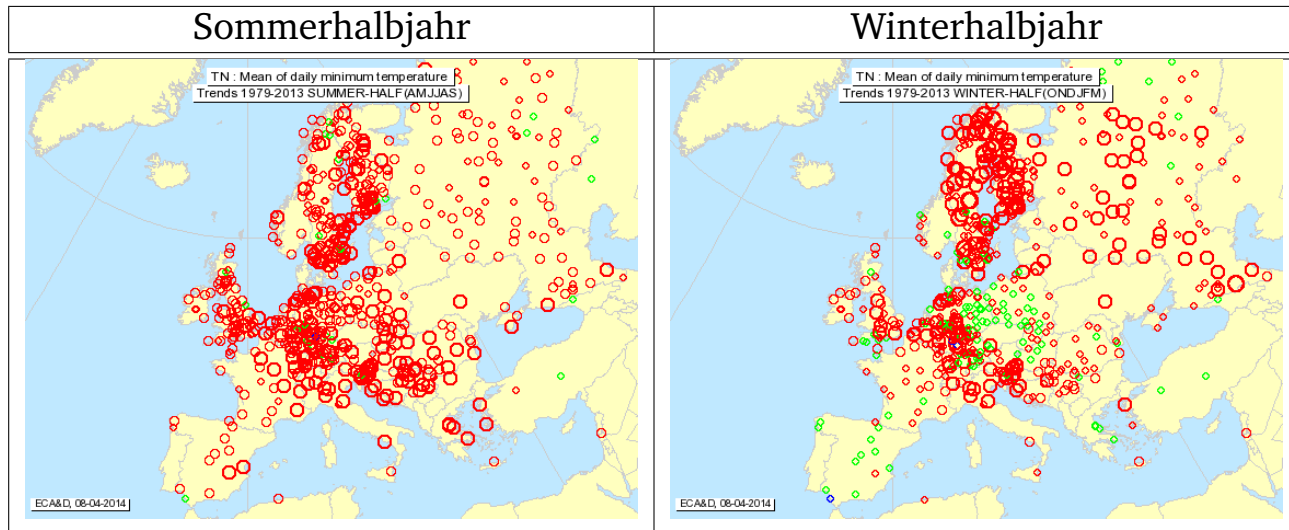 Sommerhalbjahr
Winterhalbjahr
TN : Mean of daily minimum temperature
Trends 1979-2013 SUMMER-HALF(AMJJAS)
TN : Mean of daily minimum temperature
Trends 1979-2013 WINTER-HALF(ONDJFM)
ECA&D, 08-04-2014
ECA&D, 08-04-2014